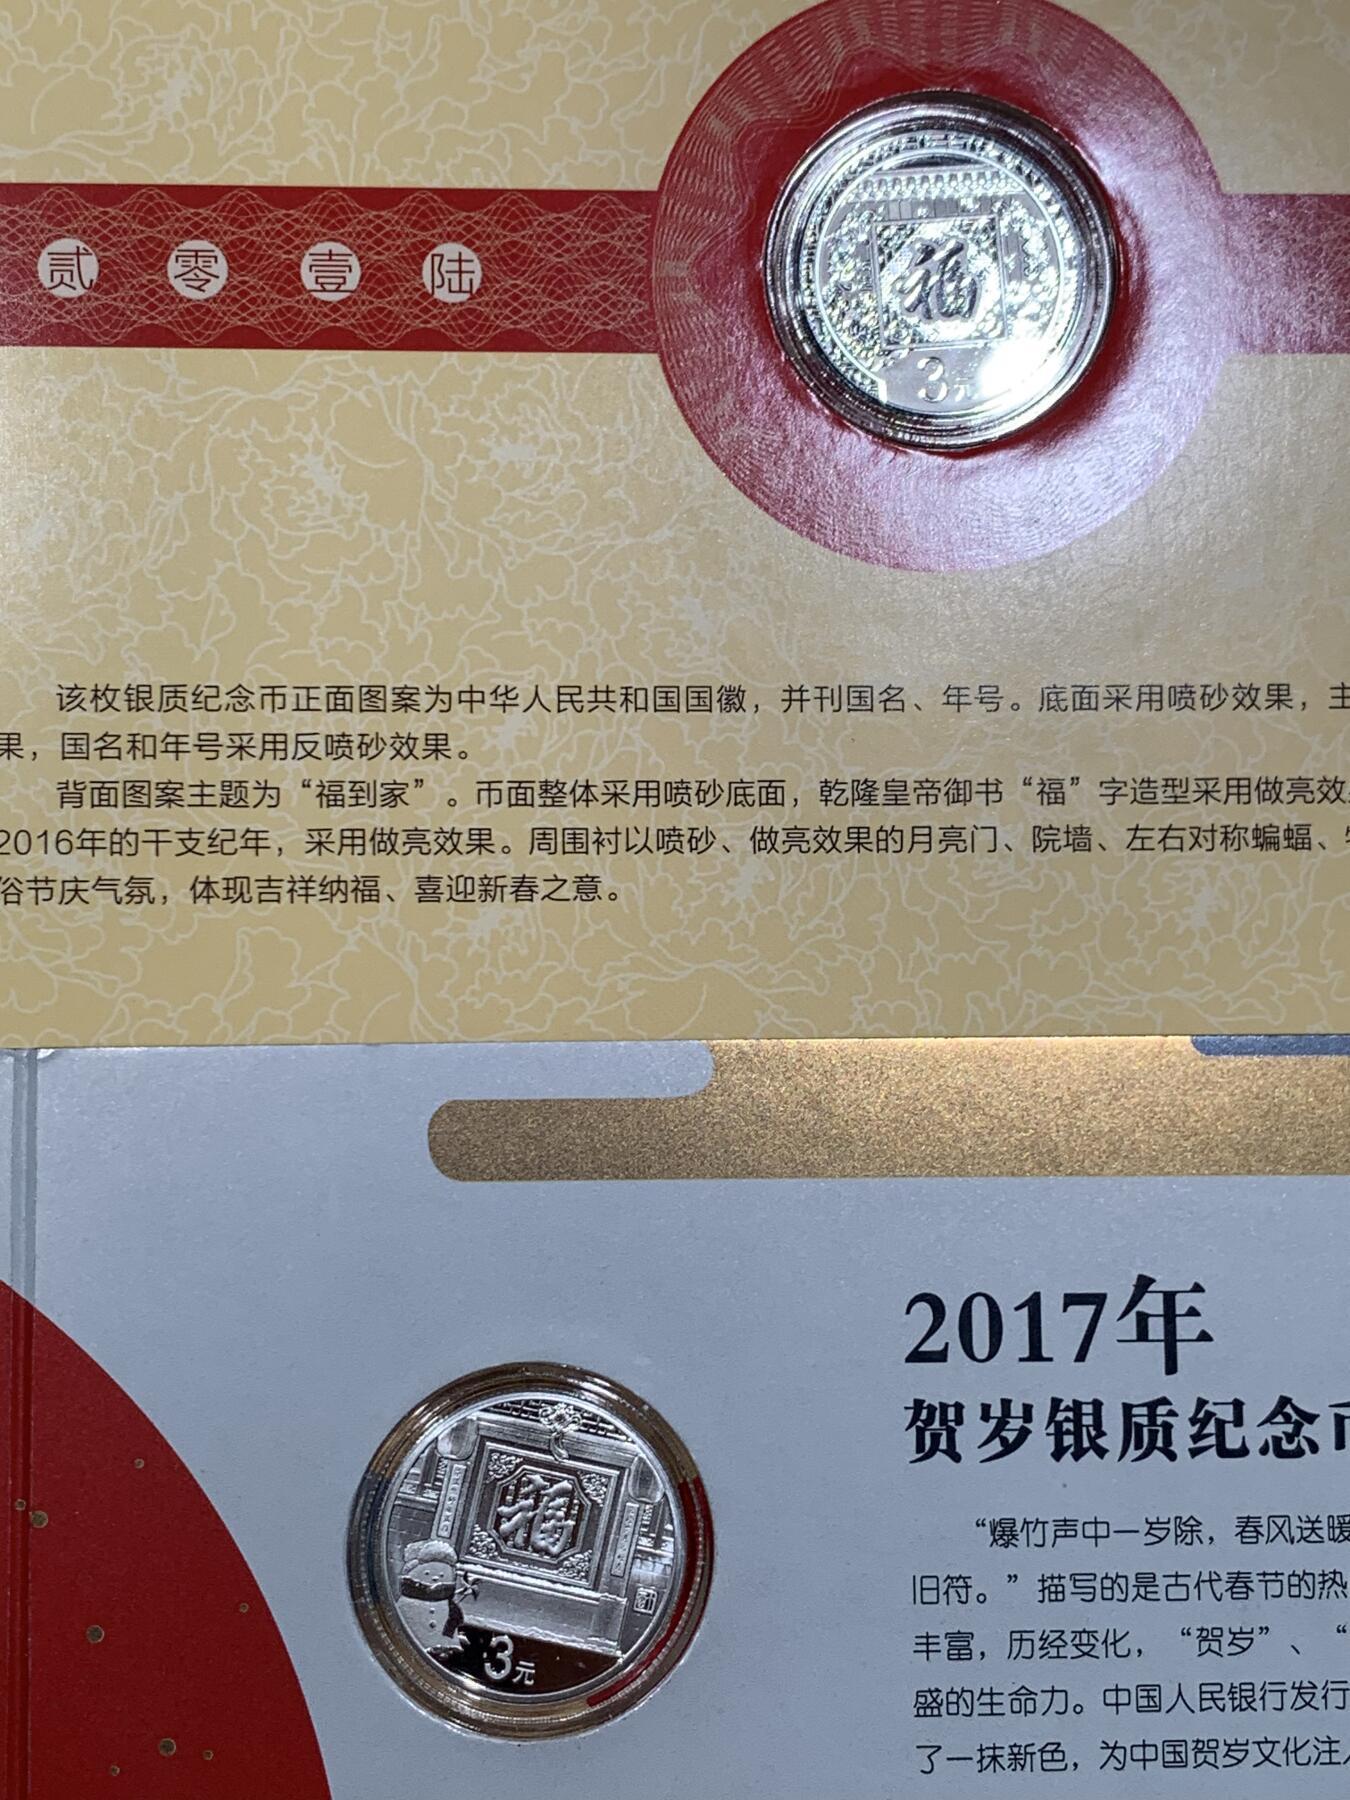 贰零壹陆
福
3元
该枚银质纪念币正面图案为中华人民共和国国徽，并刊国名、年号。底面采用喷砂效果，主
果，国名和年号采用反喷砂效果。
背面图案主题为“福到家”。币面整体采用喷砂底面，乾隆皇帝御书“福”字造型采用做亮效
2016年的干支纪年，采用做亮效果。周围衬以喷砂、做亮效果的月亮门、院墙、左右对称蝙蝠、
俗节庆气氛，体现吉祥纳福、喜迎新春之意。
2017年
贺岁银质纪念币
福
3元
“爆竹声中一岁除，春风送暖
旧符。”描写的是古代春节的热
丰富，历经变化，“贺岁”、“
盛的生命力。中国人民银行发行
了一抹新色，为中国贺岁文化注